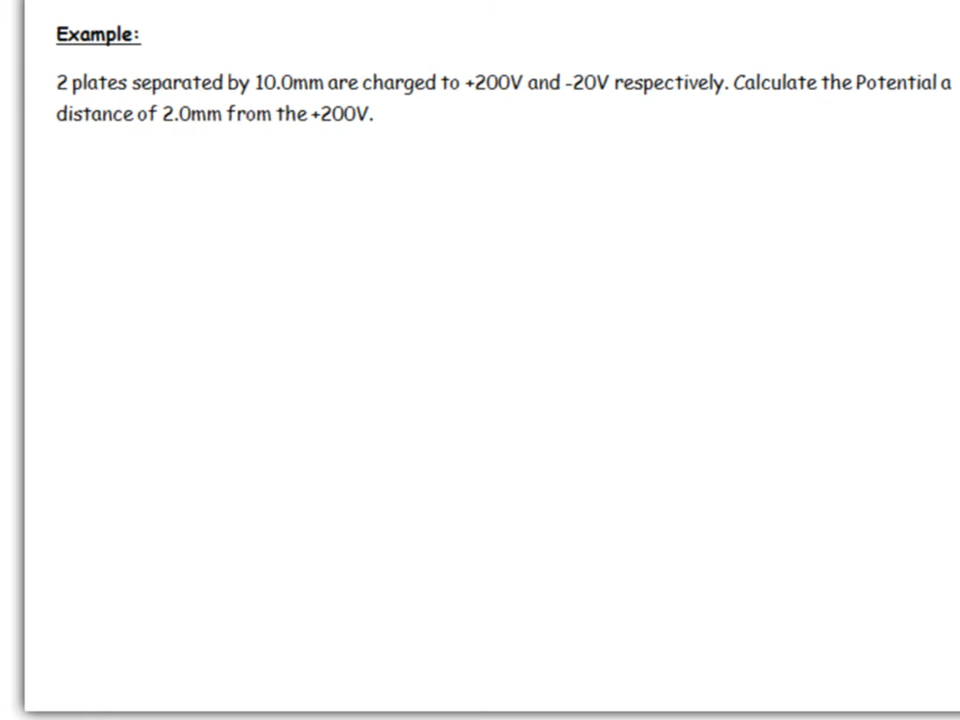 Example:
2 plates separated by 10.0mm are charged to +200V and -20V respectively. Calculate the Potential a
distance of 2.0mm from the +200V.